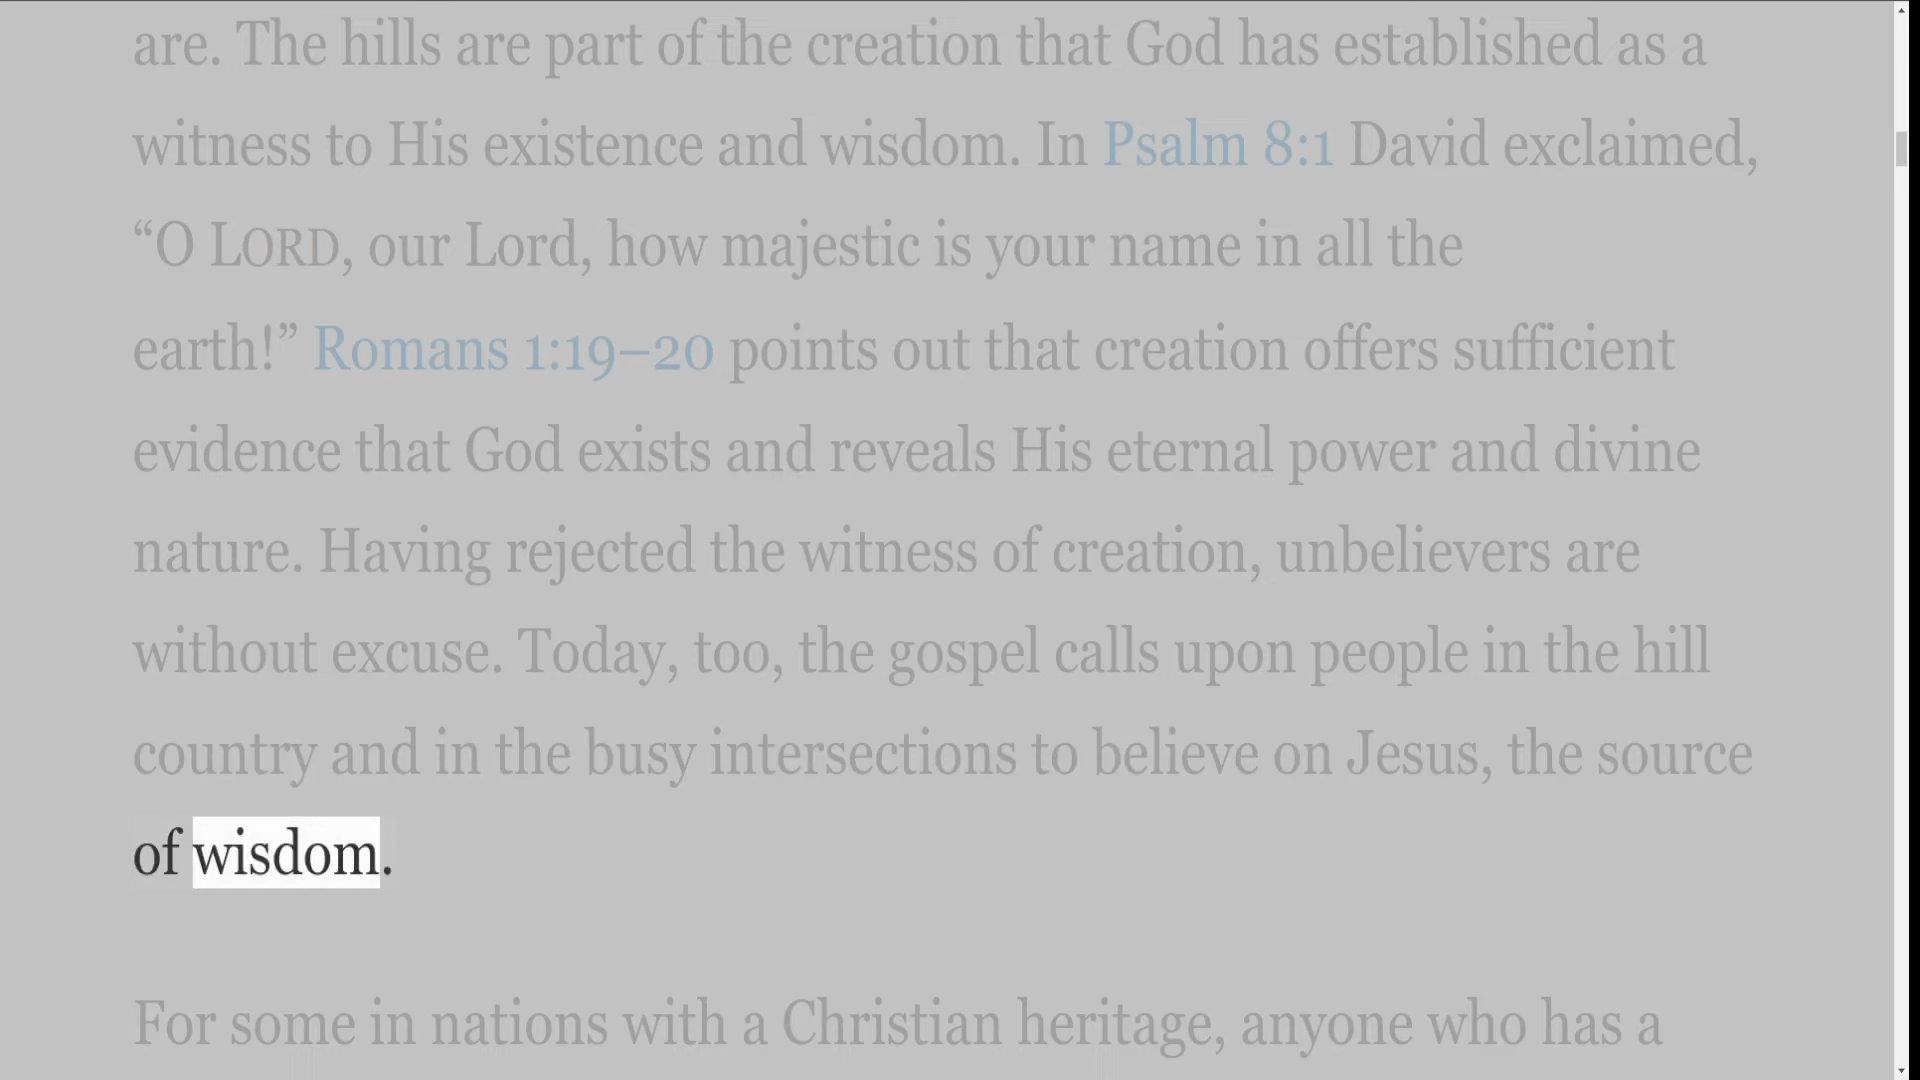 are. The hills are part of the creation that God has established as a
witness to His existence and wisdom. In Psalm 8:1 David exclaimed,
“O LORD, our Lord, how majestic is your name in all the
earth!” Romans 1:19–20 points out that creation offers sufficient
evidence that God exists and reveals His eternal power and divine
nature. Having rejected the witness of creation, unbelievers are
without excuse. Today, too, the gospel calls upon people in the hill
country and in the busy intersections to believe on Jesus, the source
of wisdom.
For some in nations with a Christian heritage, anyone who has a